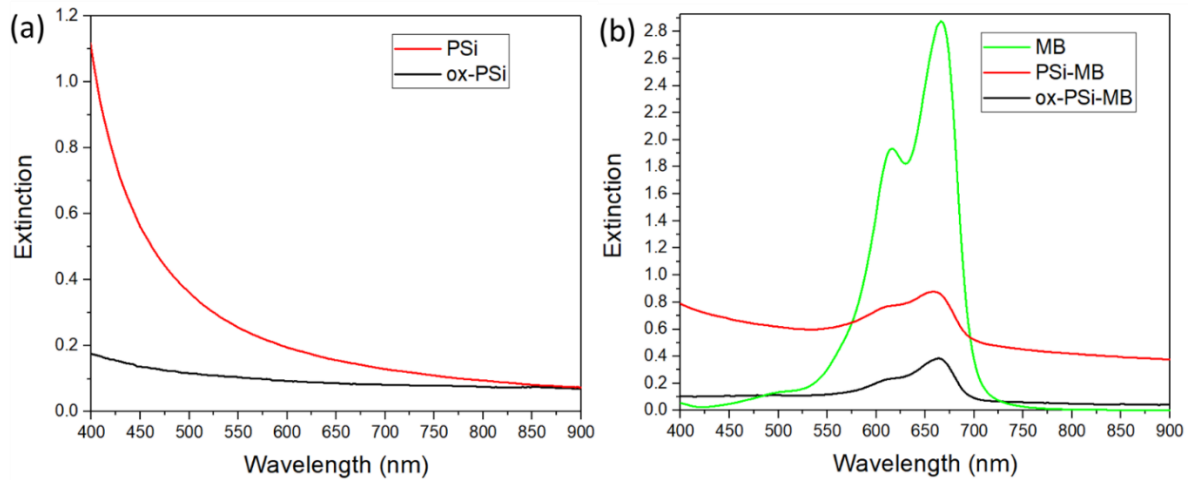 (a)
PSi
ox-PSi
Extinction
1.2
1.0
0.8
0.6
0.4
0.2
0.0
400 450 500 550 600 650 700 750 800 850 900
Wavelength (nm)
(b)
MB
PSi-MB
ox-PSi-MB
Extinction
2.8
2.6
2.4
2.2
2.0
1.8
1.6
1.4
1.2
1.0
0.8
0.6
0.4
0.2
0.0
400 450 500 550 600 650 700 750 800 850 900
Wavelength (nm)